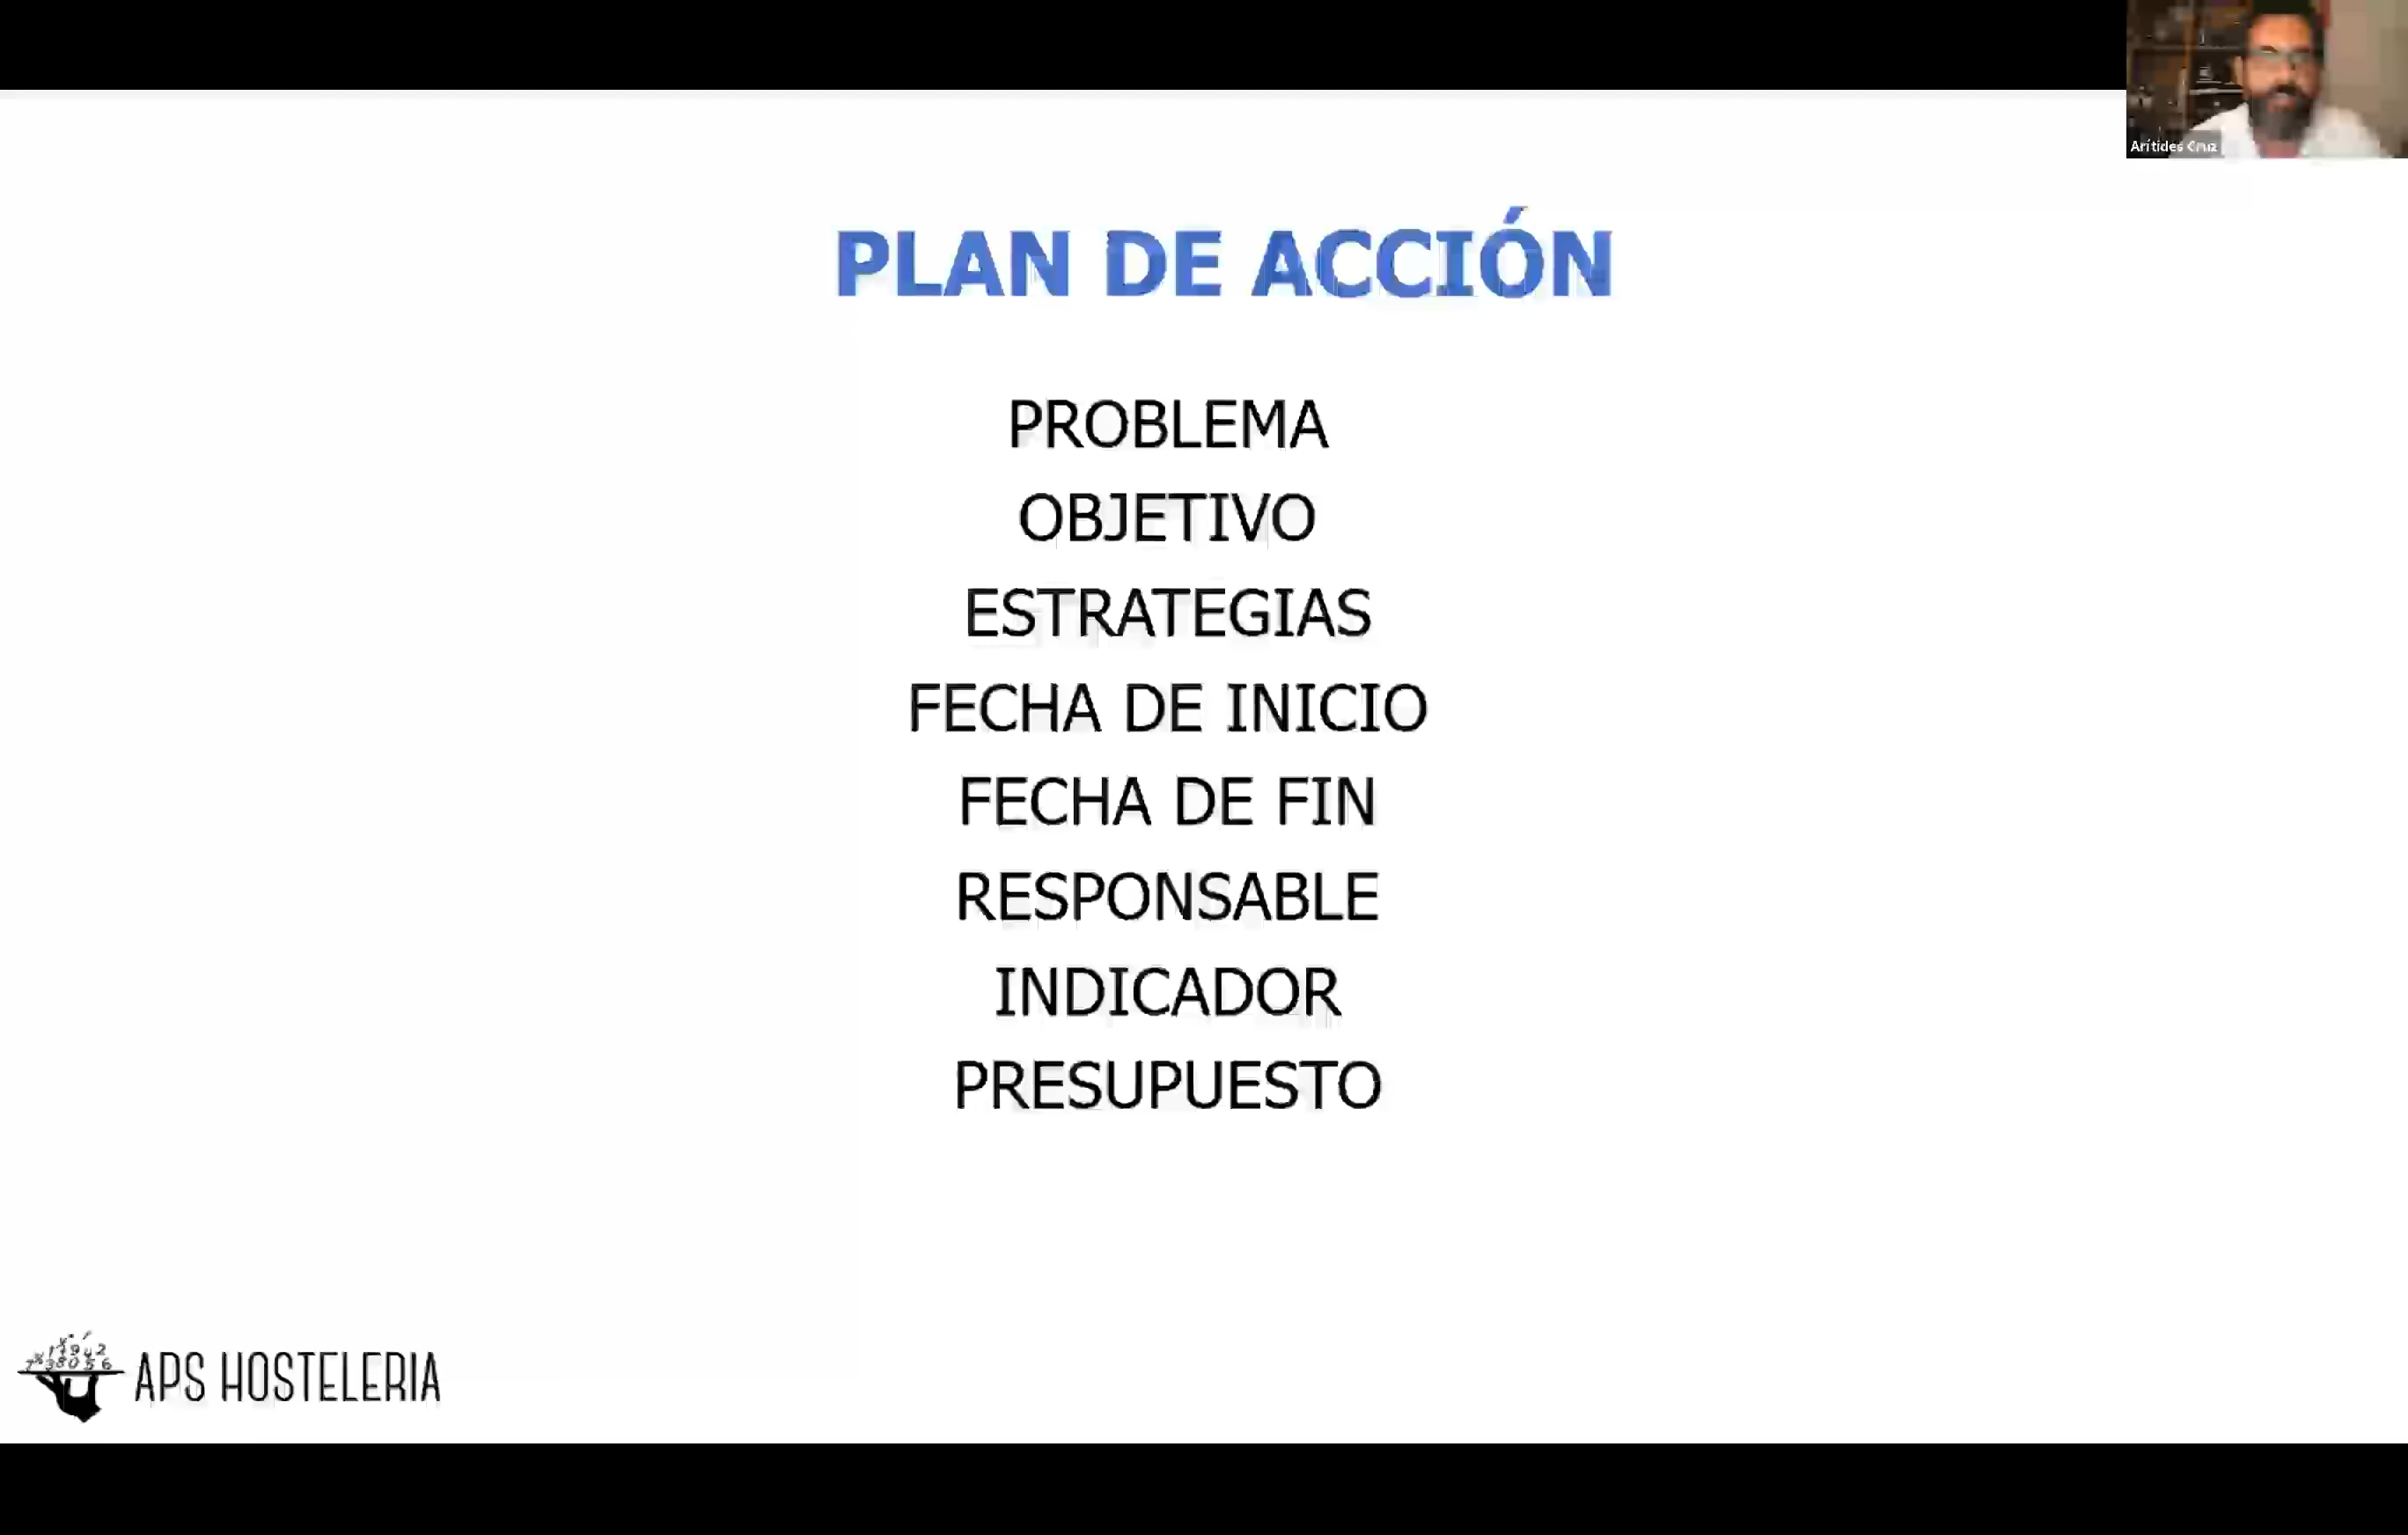 Arítides Cruz
PLAN DE ACCIÓN
PROBLEMA
OBJETIVO
ESTRATEGIAS
FECHA DE INICIO
FECHA DE FIN
RESPONSABLE
INDICADOR
PRESUPUESTO
APS HOSTELERIA